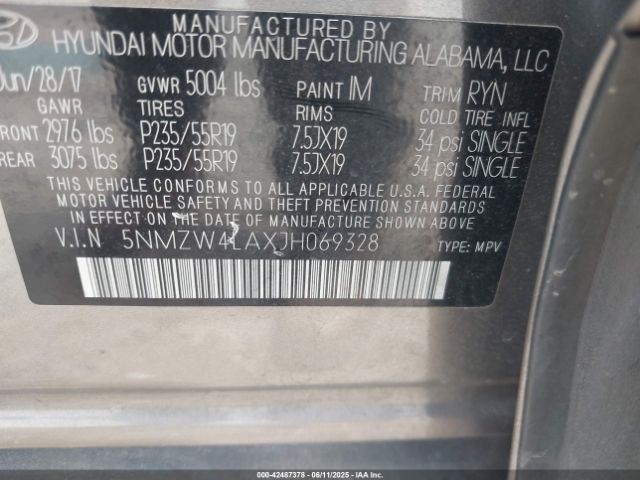 MANUFACTURED BY
HYUNDAI MOTOR MANUFACTURING ALABAMA, LLC
Jun/28/17 GVWR 5004 lbs PAINT IM TRIM RYN
GAWR TIRES RIMS COLD TIRE INFL
FRONT 2976 lbs P235/55R19 7.5JX19 34 psi SINGLE
REAR 3075 lbs P235/55R19 7.5JX19 34 psi SINGLE
THIS VEHICLE CONFORMS TO ALL APPLICABLE U.S.A. FEDERAL
MOTOR VEHICLE SAFETY AND THEFT PREVENTION STANDARDS
IN EFFECT ON THE DATE OF MANUFACTURE SHOWN ABOVE.
V.I.N 5NMZW4LAXJH069328 TYPE: MPV
000-42487378 - 06/11/2025 - IAAI.COM